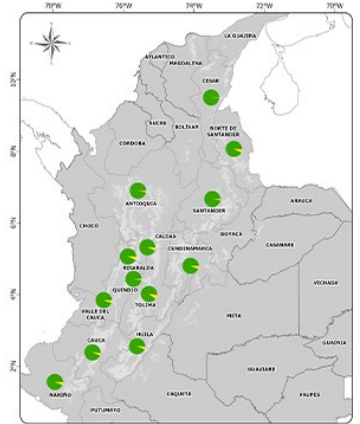 78°W 76°W 74°W 72°W 70°W
LA GUAJIRA
ATLANTICO
MAGDALENA
10°N
CESAR
SUCRE
BOLÍVAR
NORTE DE
SANTANDER
8°N
CORDOBA
ANTIOQUIA
SANTANDER
ARAUCA
6°N
CHOCO
CALDAS
BOYACA
CUNDINAMARCA
CASANARE
RISARALDA
QUINDIO
VICHADA
4°N
TOLIMA
VALLE DEL
CAUCA
META
HUILA
CAUCA
GUAINIA
2°N
GUAVIARE
NARIÑO
CAQUETA
VAUPES
PUTUMAYO